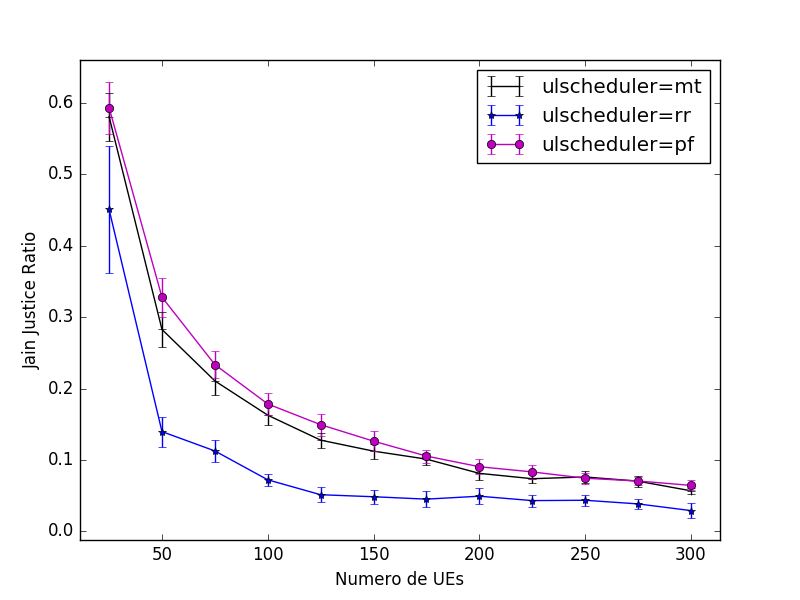 ulscheduler=mt
ulscheduler=rr
ulscheduler=pf
0.6
0.5
0.4
0.3
0.2
0.1
0.0
Jain Justice Ratio
50 100 150 200 250 300
Numero de UEs